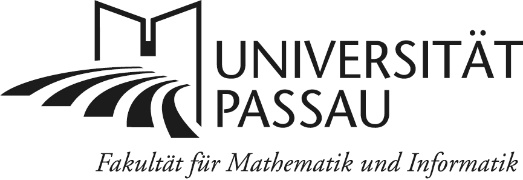 UNIVERSITÄT
PASSAU
Fakultät für Mathematik und Informatik